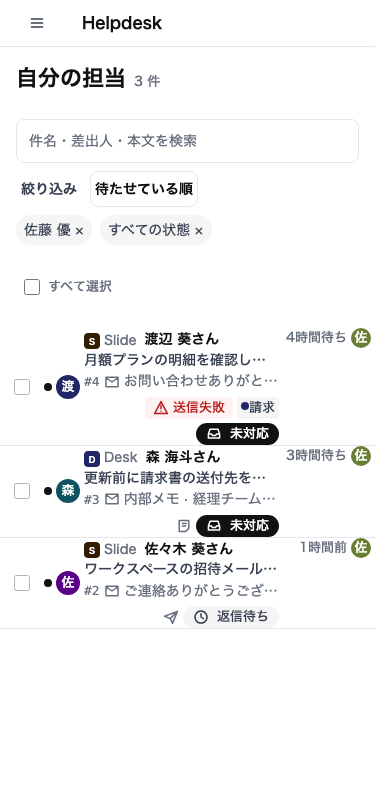 Helpdesk
自分の担当 3 件
件名・差出人・本文を検索
絞り込み 待たせている順
佐藤 優 × すべての状態 ×
すべて選択
S Slide 渡辺 葵さん 4時間待ち 佐
月額プランの明細を確認し…
渡 #4 お問い合わせありがと…
送信失敗 請求
未対応
D Desk 森 海斗さん 3時間待ち 佐
更新前に請求書の送付先を…
森 #3 内部メモ · 経理チーム…
未対応
S Slide 佐々木 葵さん 1時間前 佐
ワークスペースの招待メール…
佐 #2 ご連絡ありがとうござ…
返信待ち